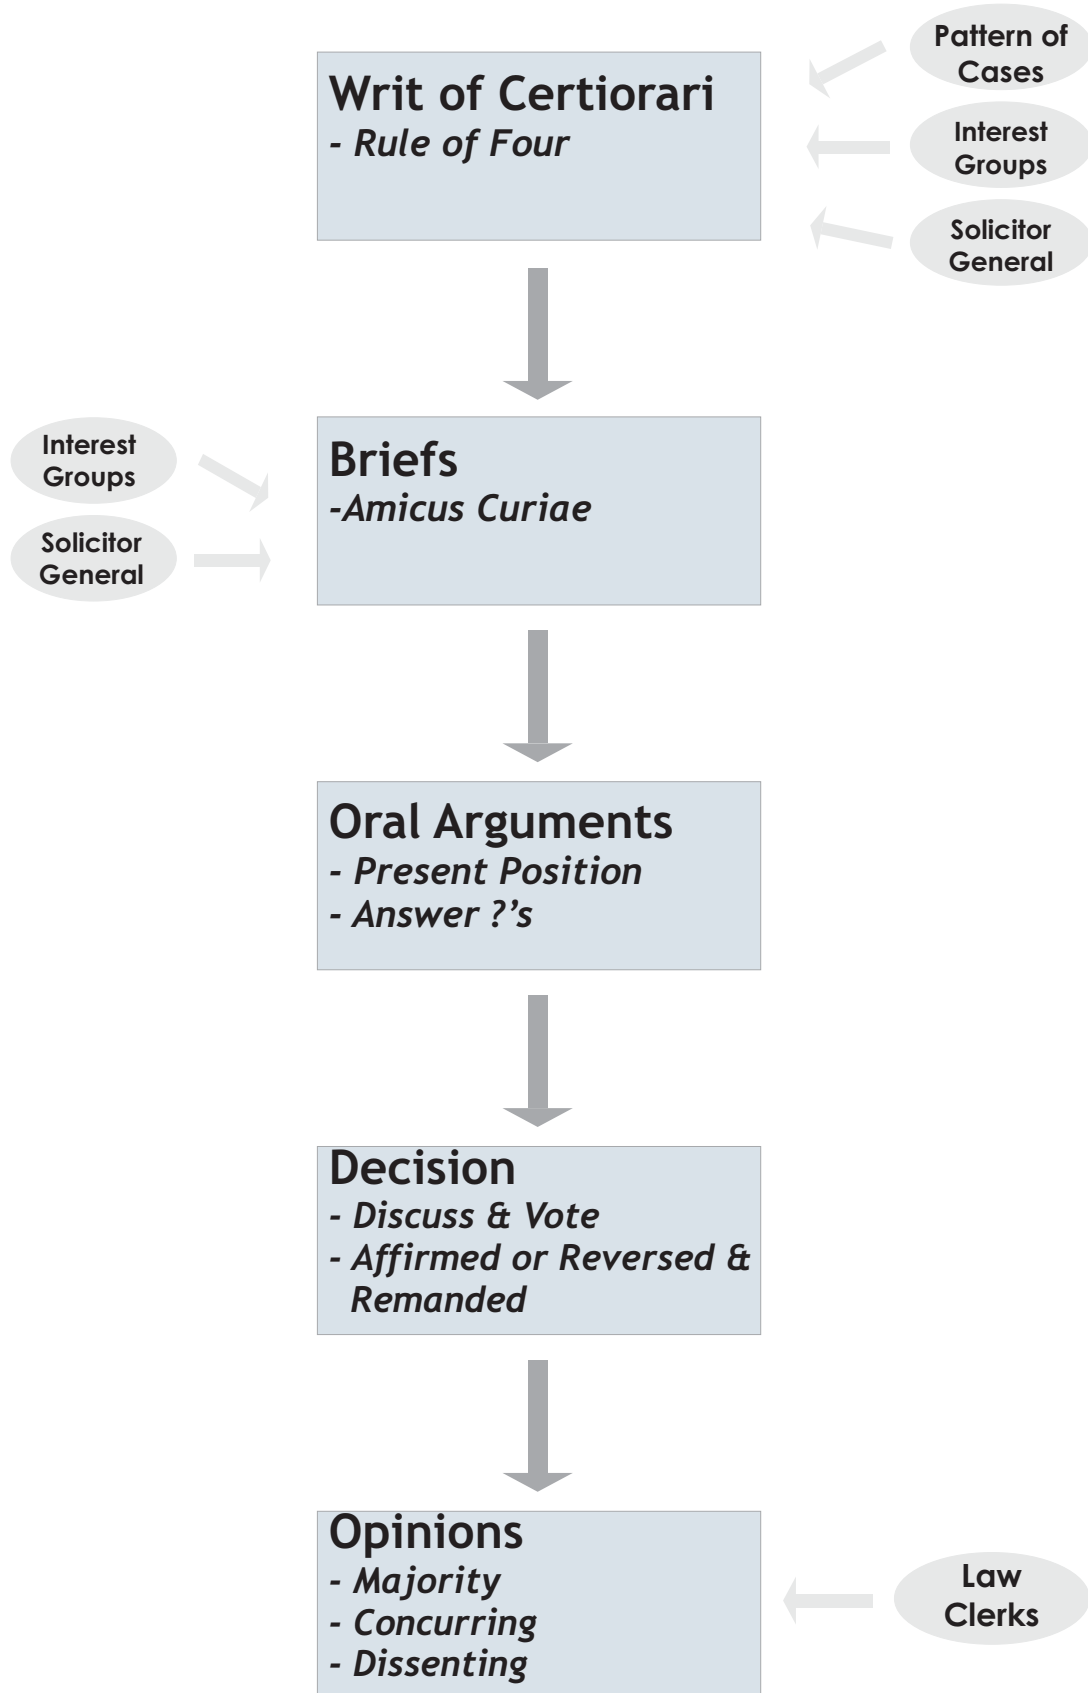 Writ of Certiorari
- Rule of Four
Pattern of
Cases
Interest
Groups
Solicitor
General
Interest
Groups
Solicitor
General
Briefs
-Amicus Curiae
Oral Arguments
- Present Position
- Answer ?'s
Decision
- Discuss & Vote
- Affirmed or Reversed &
Remanded
Opinions
- Majority
- Concurring
- Dissenting
Law
Clerks